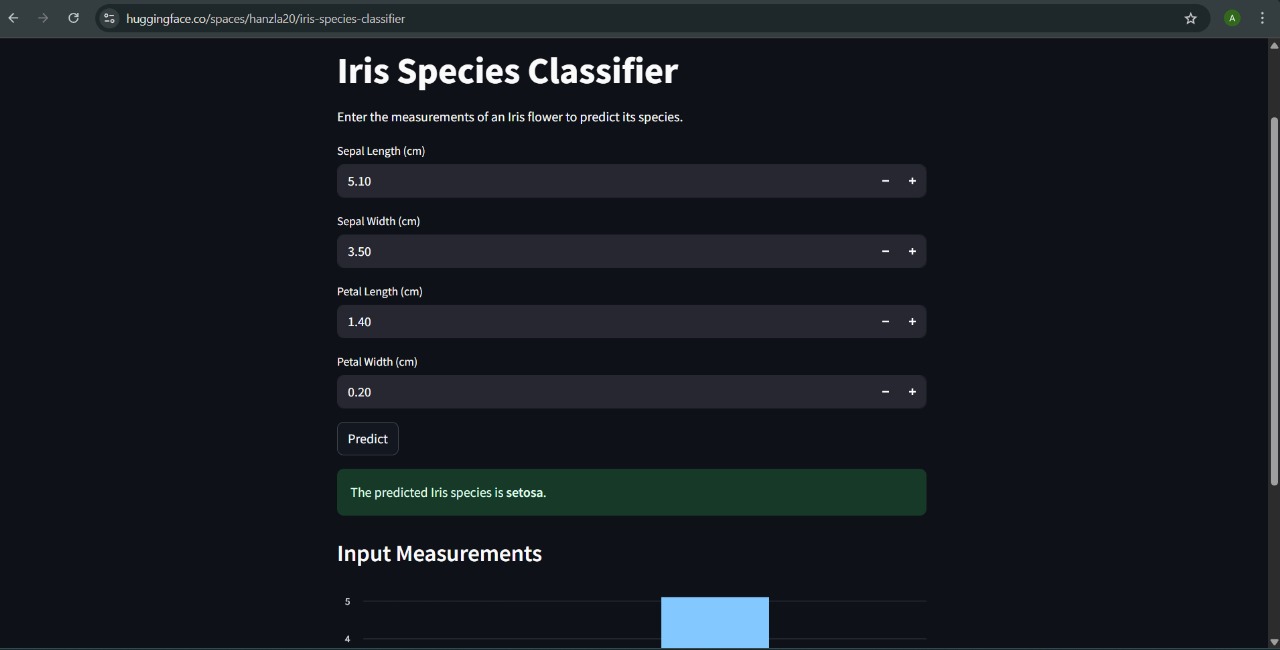 huggingface.co/spaces/hanzla20/iris-species-classifier
A
Iris Species Classifier
Enter the measurements of an Iris flower to predict its species.
Sepal Length (cm)
5.10
Sepal Width (cm)
3.50
Petal Length (cm)
1.40
Petal Width (cm)
0.20
Predict
The predicted Iris species is setosa.
Input Measurements
5
4